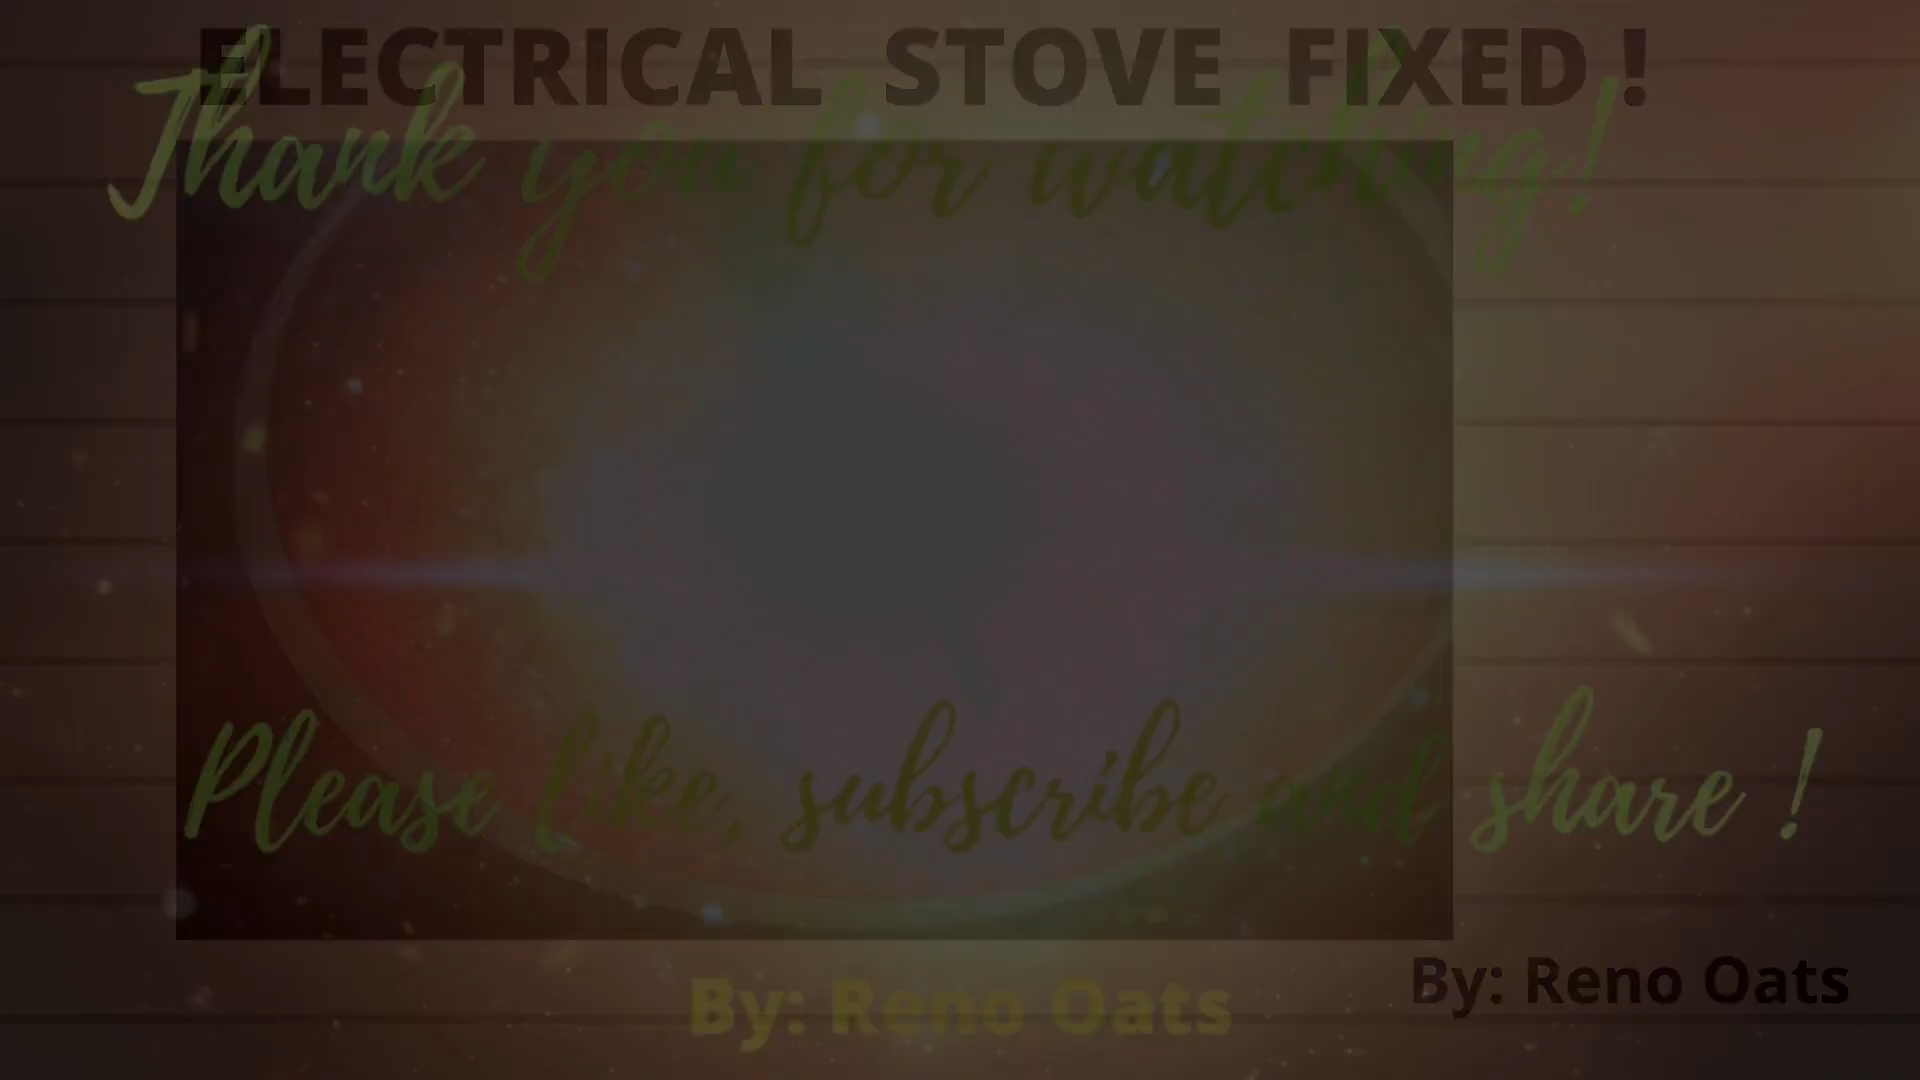 ELECTRICAL STOVE FIXED !
Thank you for watching!
Please like, subscribe and share !
By: Reno Oats
By: Reno Oats